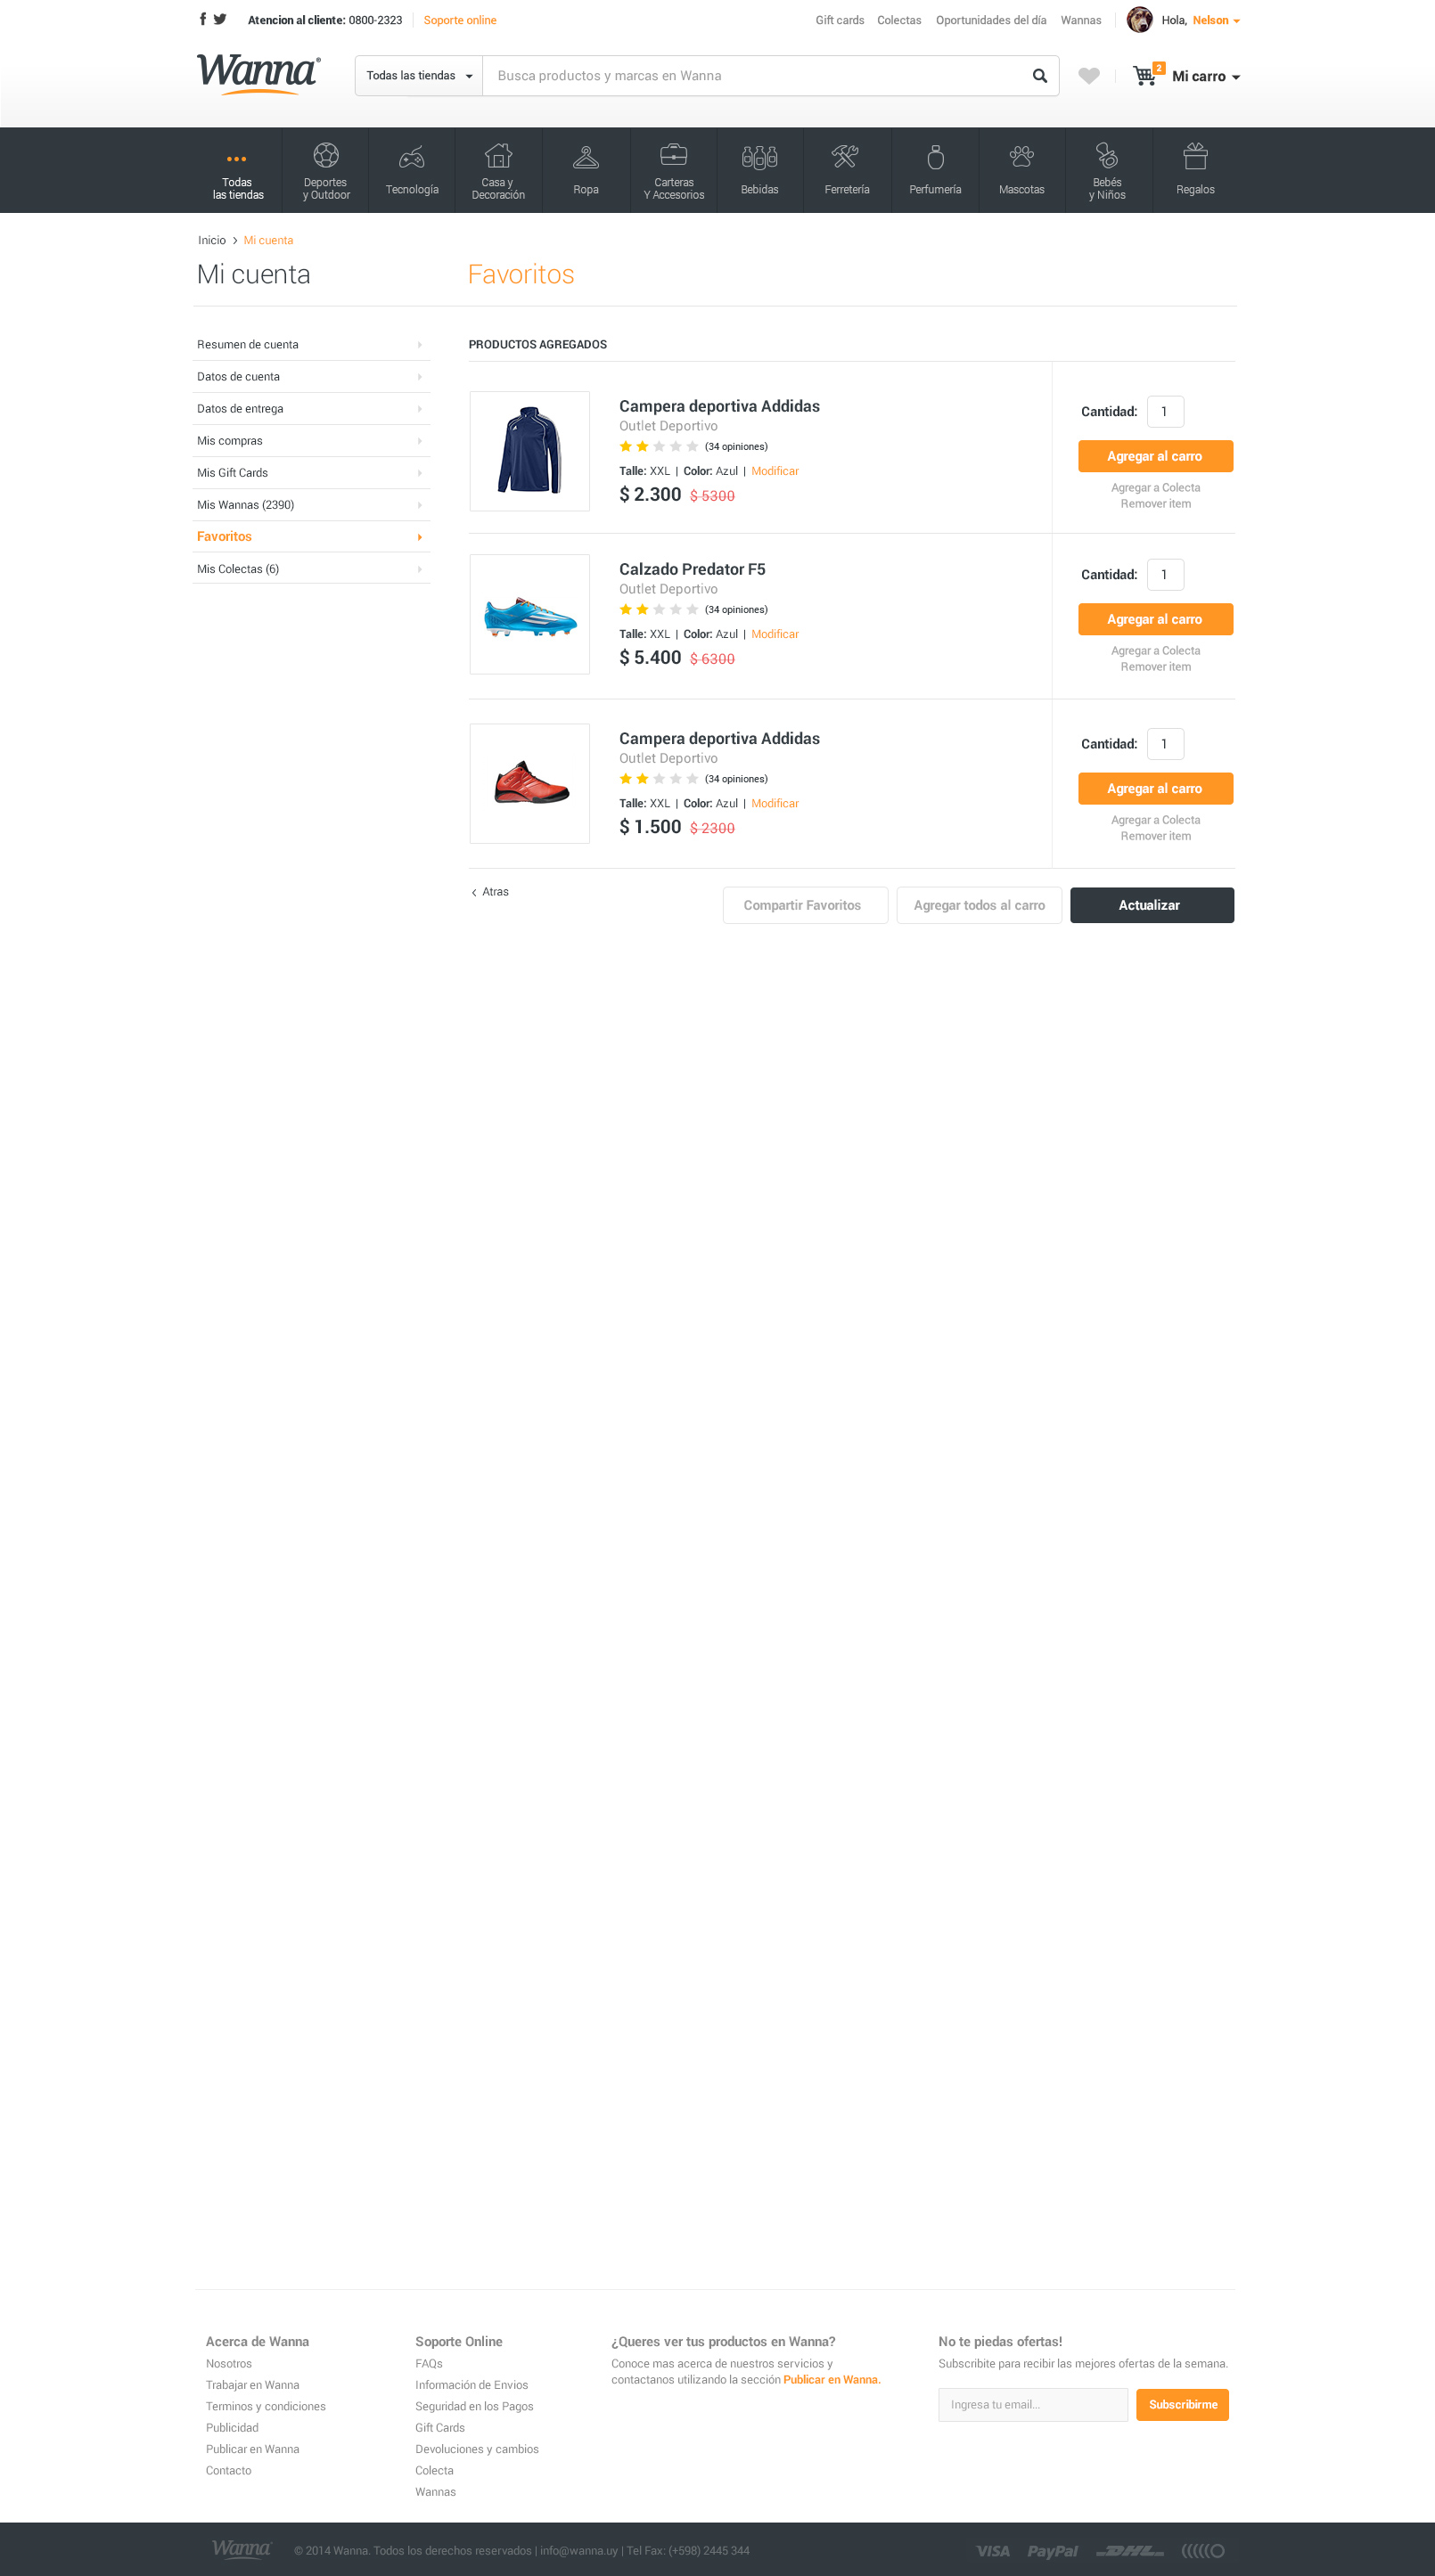 Atencion al cliente: 0800-2323 Soporte online Gift cards Colectas Oportunidades del día Wannas Hola, Nelson
Wanna® Todas las tiendas Busca productos y marcas en Wanna 2 Mi carro
Todas
las tiendas
Deportes
y Outdoor
Tecnología
Casa y
Decoración
Ropa
Carteras
Y Accesorios
Bebidas
Ferretería
Perfumería
Mascotas
Bebés
y Niños
Regalos
Inicio > Mi cuenta
Mi cuenta
Favoritos
Resumen de cuenta
Datos de cuenta
Datos de entrega
Mis compras
Mis Gift Cards
Mis Wannas (2390)
Favoritos
Mis Colectas (6)
PRODUCTOS AGREGADOS
Campera deportiva Addidas
Outlet Deportivo
(34 opiniones)
Talle: XXL | Color: Azul | Modificar
$ 2.300 $ 5300
Cantidad: 1
Agregar al carro
Agregar a Colecta
Remover item
Calzado Predator F5
Outlet Deportivo
(34 opiniones)
Talle: XXL | Color: Azul | Modificar
$ 5.400 $ 6300
Cantidad: 1
Agregar al carro
Agregar a Colecta
Remover item
Campera deportiva Addidas
Outlet Deportivo
(34 opiniones)
Talle: XXL | Color: Azul | Modificar
$ 1.500 $ 2300
Cantidad: 1
Agregar al carro
Agregar a Colecta
Remover item
< Atras
Compartir Favoritos
Agregar todos al carro
Actualizar
Acerca de Wanna
Nosotros
Trabajar en Wanna
Terminos y condiciones
Publicidad
Publicar en Wanna
Contacto
Soporte Online
FAQs
Información de Envios
Seguridad en los Pagos
Gift Cards
Devoluciones y cambios
Colecta
Wannas
¿Queres ver tus productos en Wanna?
Conoce mas acerca de nuestros servicios y
contactanos utilizando la sección Publicar en Wanna.
No te piedas ofertas!
Subscribite para recibir las mejores ofertas de la semana.
Ingresa tu email...
Subscribirme
Wanna © 2014 Wanna. Todos los derechos reservados | info@wanna.uy | Tel Fax: (+598) 2445 344 VISA PayPal DHL